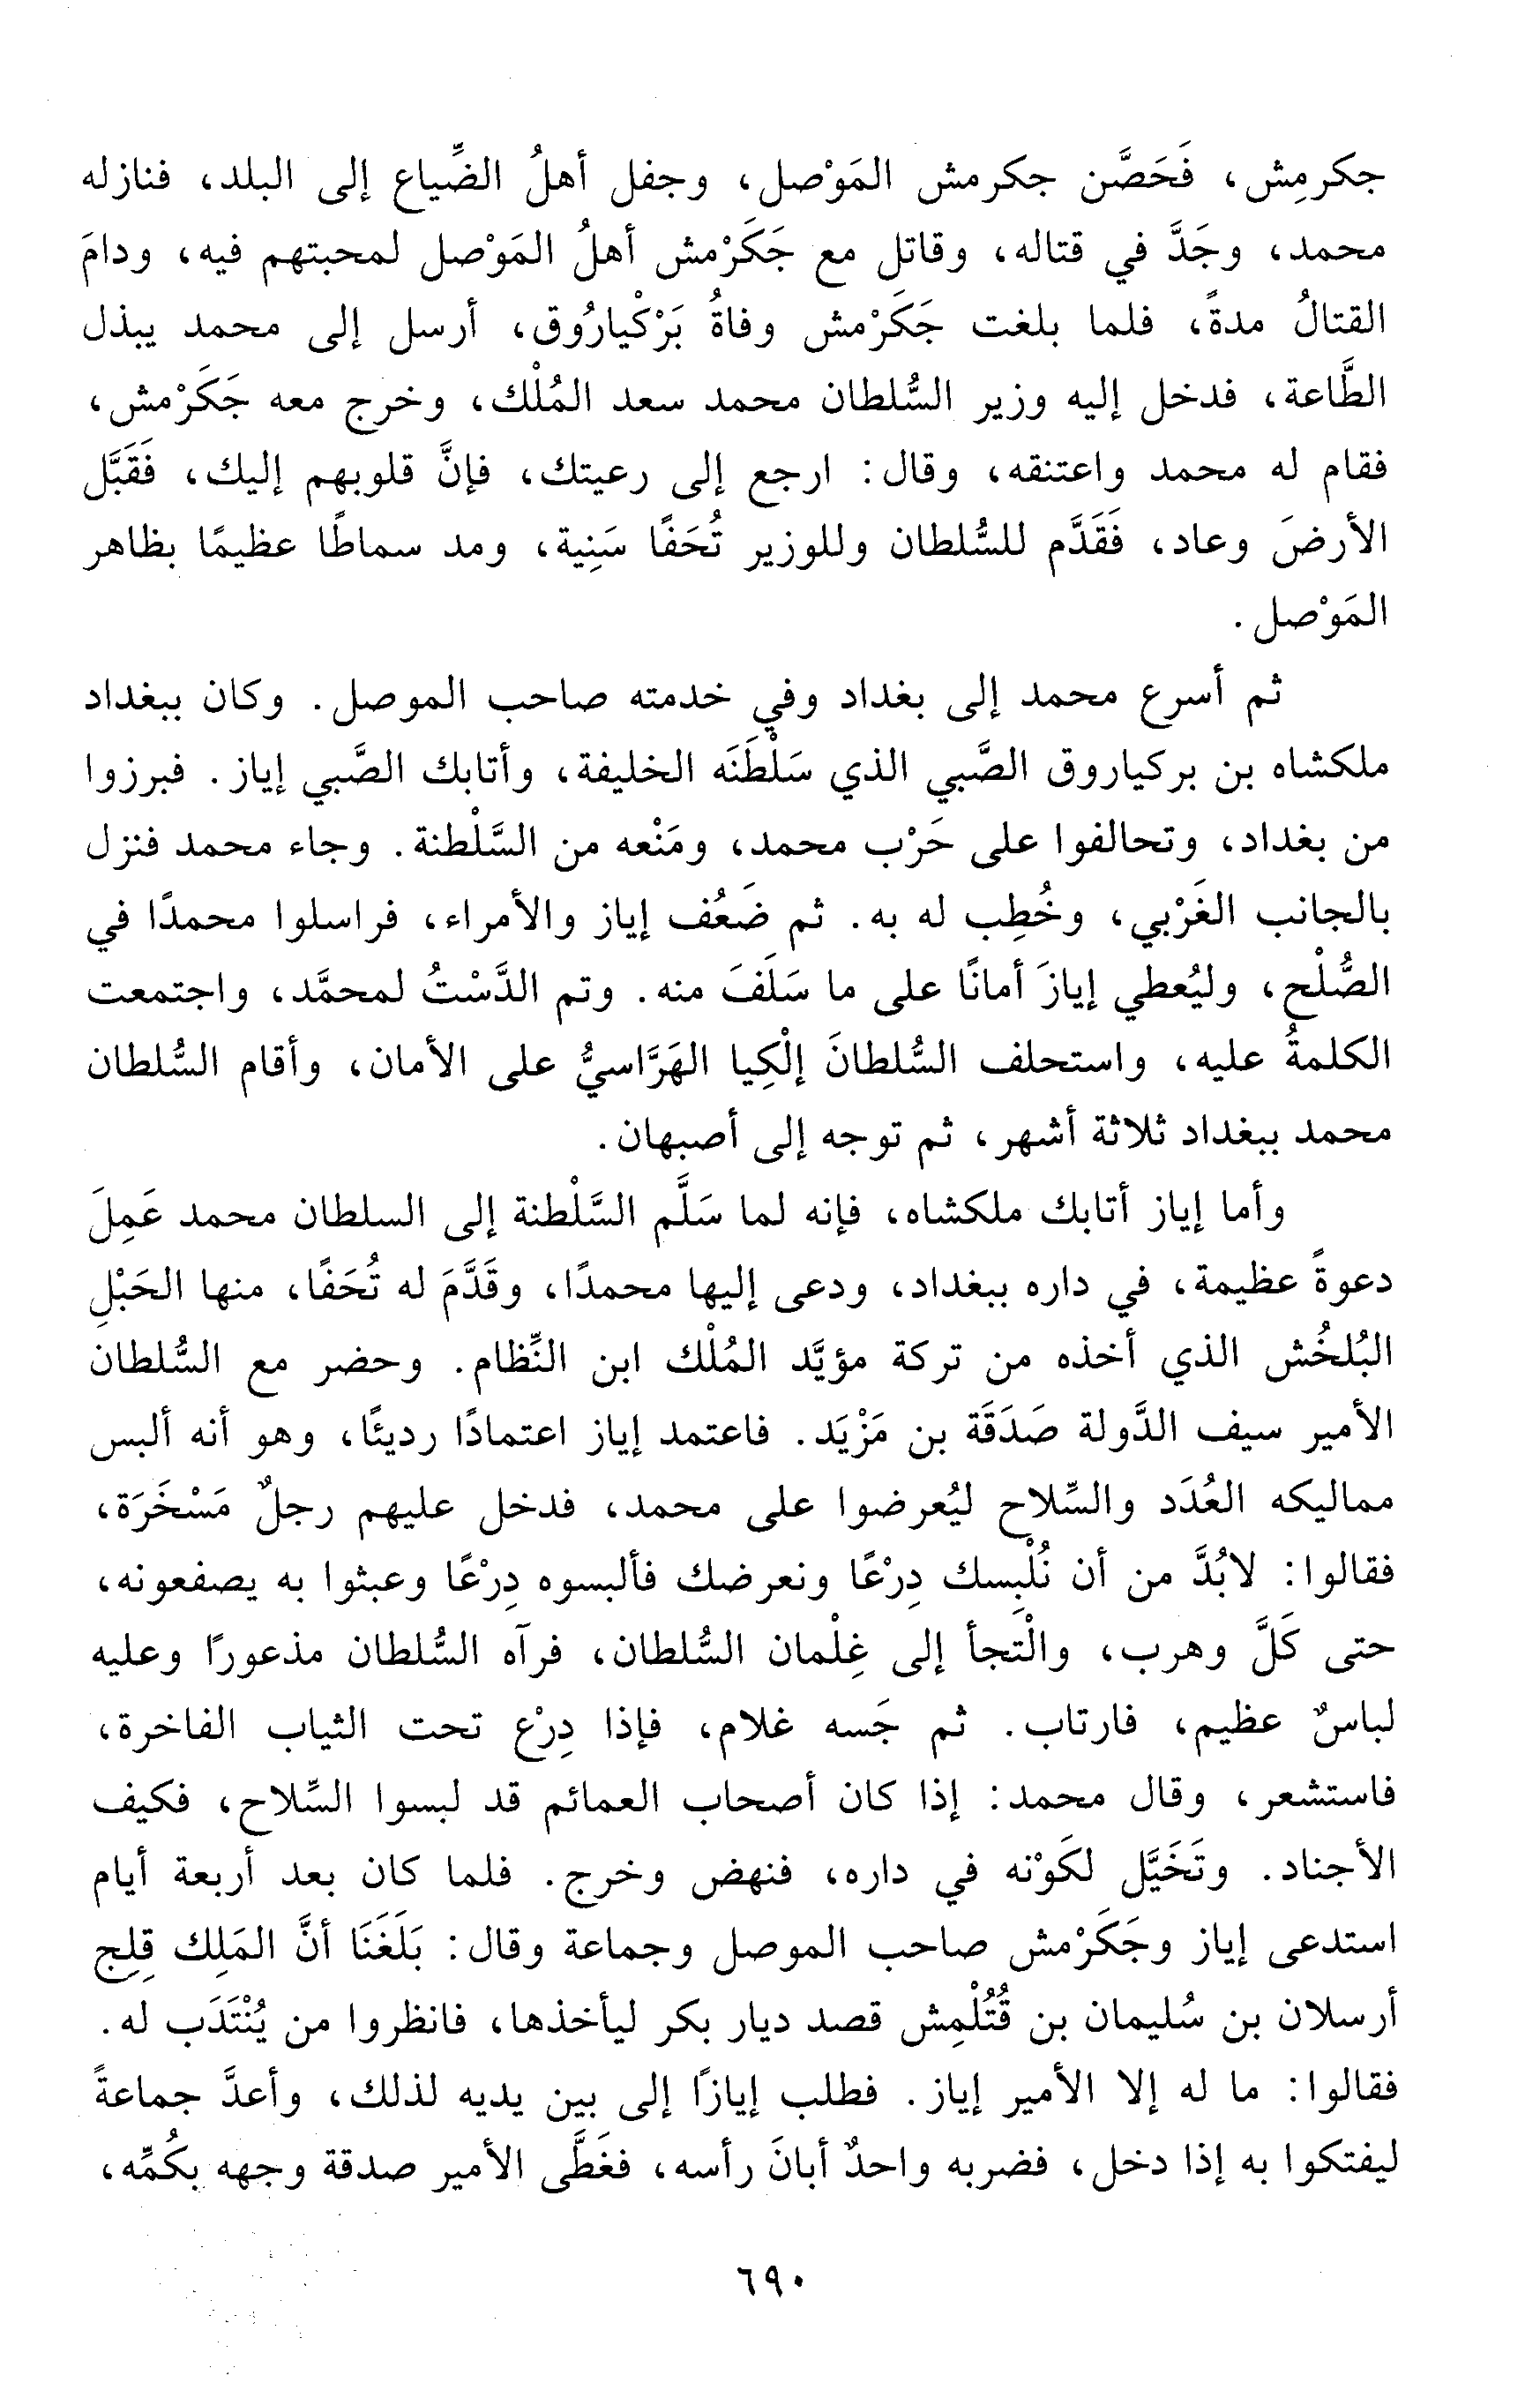 جكرمِش، فَحَصَّن جكرمش المَوْصل، وجفل أهلُ الضِّياع إلى البلد، فنازله
محمد، وجَدَّ في قتاله، وقاتل مع جَكَرْمش أهلُ المَوْصل لمحبتهم فيه، ودامَ
القتالُ مدةً، فلما بلغت جَكَرْمش وفاةُ بَرْكْيارُوق، أرسل إلى محمد يبذل
الطَّاعة، فدخل إليه وزير السُّلطان محمد سعد المُلْك، وخرج معه جَكَرْمش،
فقام له محمد واعتنقه، وقال: ارجع إلى رعيتك، فإنَّ قلوبهم إليك، فَقَبَّل
الأرضَ وعاد، فَقَدَّم للسُّلطان وللوزير تُحَفًا سَنِية، ومد سماطًا عظيمًا بظاهر
المَوْصل.
ثم أسرع محمد إلى بغداد وفي خدمته صاحب الموصل. وكان ببغداد
ملكشاه بن بركياروق الصَّبي الذي سَلْطَنَه الخليفة، وأتابك الصَّبي إياز. فبرزوا
من بغداد، وتحالفوا على حَرْب محمد، ومَنْعه من السَّلْطنة. وجاء محمد فنزل
بالجانب الغَرْبي، وخُطِب له به. ثم ضَعُف إياز والأمراء، فراسلوا محمدًا في
الصُّلْح، وليُعطي إيازَ أمانًا على ما سَلَفَ منه. وتم الدَّسْتُ لمحمَّد، واجتمعت
الكلمةُ عليه، واستحلف السُّلطانَ إلْكِيا الهَرَّاسيُّ على الأمان، وأقام السُّلطان
محمد ببغداد ثلاثة أشهر، ثم توجه إلى أصبهان.
وأما إياز أتابك ملكشاه، فإنه لما سَلَّم السَّلْطنة إلى السلطان محمد عَمِلَ
دعوةً عظيمة، في داره ببغداد، ودعى إليها محمدًا، وقَدَّمَ له تُحَفًا، منها الحَبْلِ
البُلخُش الذي أخذه من تركة مؤيَّد المُلْك ابن النِّظام. وحضر مع السُّلطان
الأمير سيف الدَّولة صَدَقَة بن مَزْيَد. فاعتمد إياز اعتمادًا رديئًا، وهو أنه ألبس
مماليكه العُدَد والسِّلاح ليُعرضوا على محمد، فدخل عليهم رجلٌ مَسْخَرَة،
فقالوا: لابُدَّ من أن نُلْبِسك دِرْعًا ونعرضك فألبسوه دِرْعًا وعبثوا به يصفعونه،
حتى كَلَّ وهرب، والْتَجأ إلى غِلْمان السُّلطان، فرآه السُّلطان مذعورًا وعليه
لباسٌ عظيم، فارتاب. ثم جَسه غلام، فإذا دِرْع تحت الثياب الفاخرة،
فاستشعر، وقال محمد: إذا كان أصحاب العمائم قد لبسوا السِّلاح، فكيف
الأجناد. وتَخَيَّل لكَوْنه في داره، فنهض وخرج. فلما كان بعد أربعة أيام
استدعى إياز وجَكَرْمش صاحب الموصل وجماعة وقال: بَلَغَنَا أنَّ المَلِك قِلِج
أرسلان بن سُليمان بن قُتُلْمِش قصد ديار بكر ليأخذها، فانظروا من يُنْتَدَب له.
فقالوا: ما له إلا الأمير إياز. فطلب إيازًا إلى بين يديه لذلك، وأعدَّ جماعةً
ليفتكوا به إذا دخل، فضربه واحدٌ أبانَ رأسه، فغَطَّى الأمير صدقة وجهه بكُمِّه،
٦٩٠